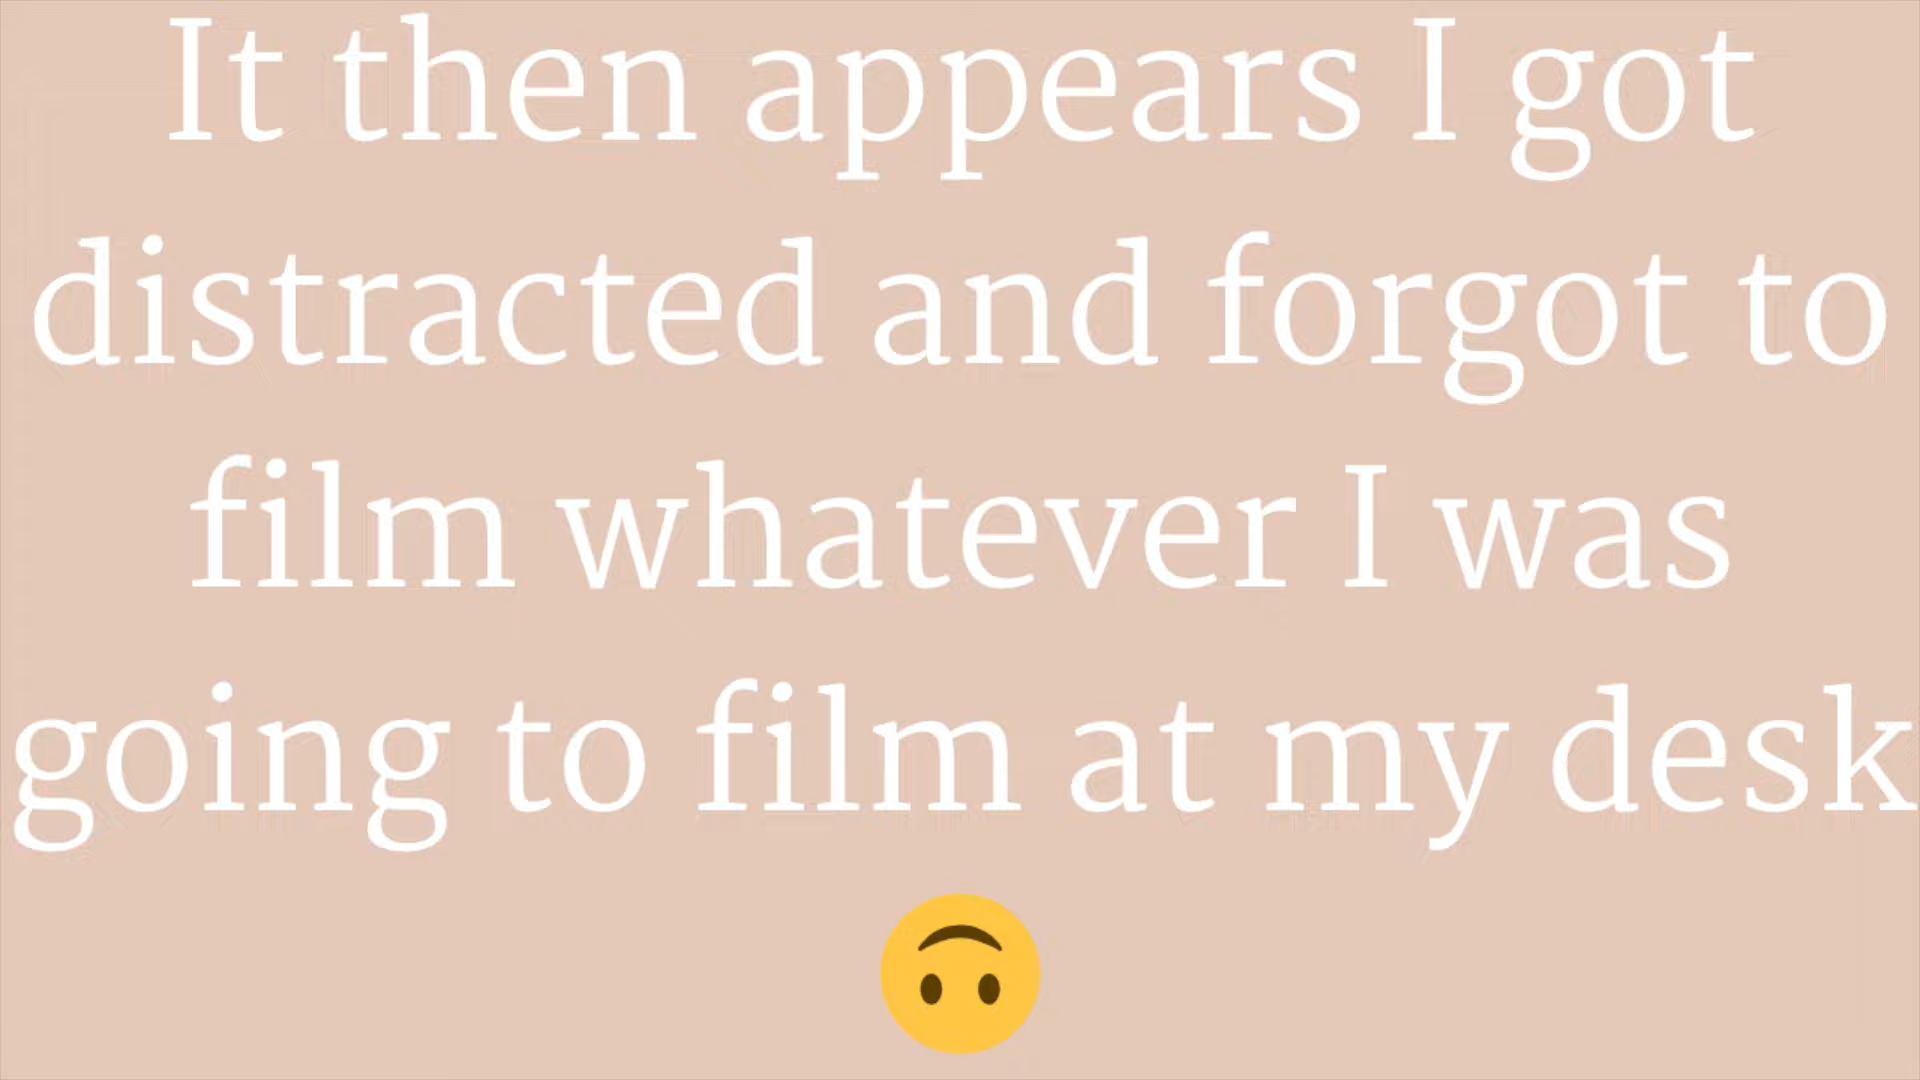 It then appears I got
distracted and forgot to
film whatever I was
going to film at my desk
🙃